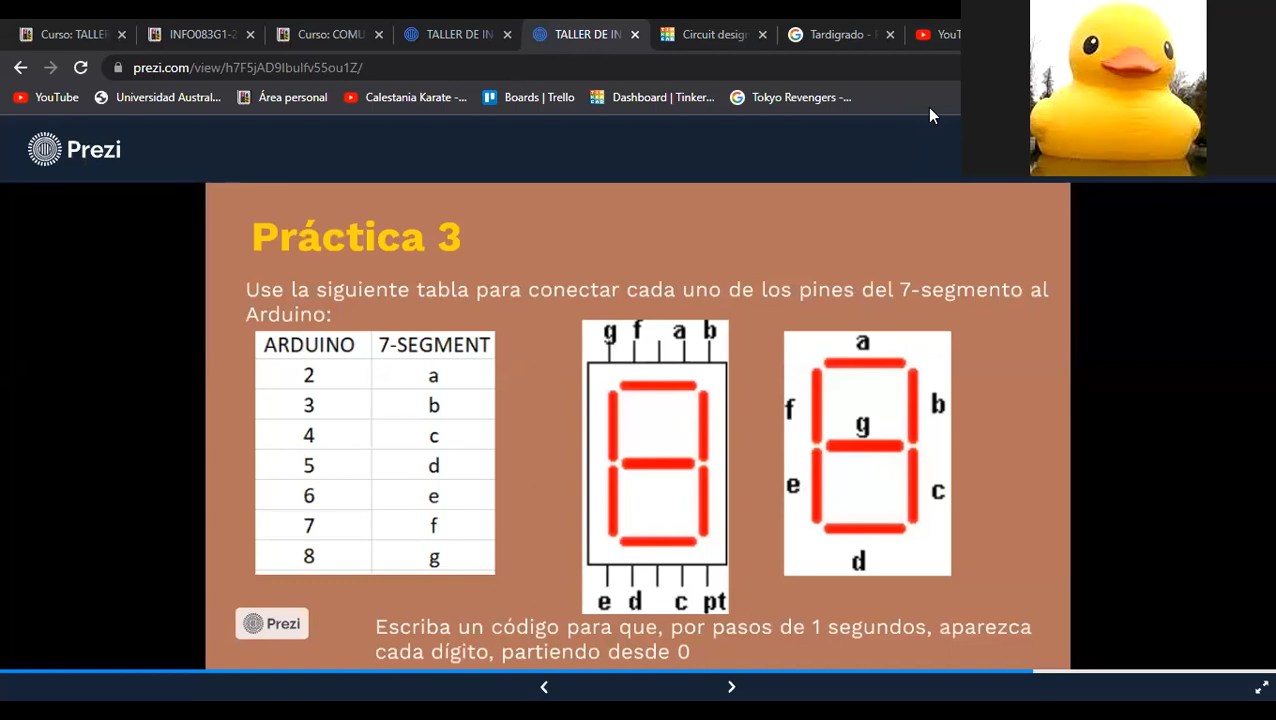 Curso: TALLER
INFO083G1-2
Curso: COMU
TALLER DE IN
TALLER DE IN
Circuit design
Tardigrado -
YouT
prezi.com/view/h7F5jAD9Ibulfv55ou1Z/
YouTube
Universidad Austral...
Área personal
Calestania Karate -...
Boards | Trello
Dashboard | Tinker...
Tokyo Revengers -...
Prezi
Práctica 3
Use la siguiente tabla para conectar cada uno de los pines del 7-segmento al
Arduino:
ARDUINO 7-SEGMENT
2 a
3 b
4 c
5 d
6 e
7 f
8 g
g f a b
e d c pt
a
f b
g
e c
d
Prezi
Escriba un código para que, por pasos de 1 segundos, aparezca
cada dígito, partiendo desde 0